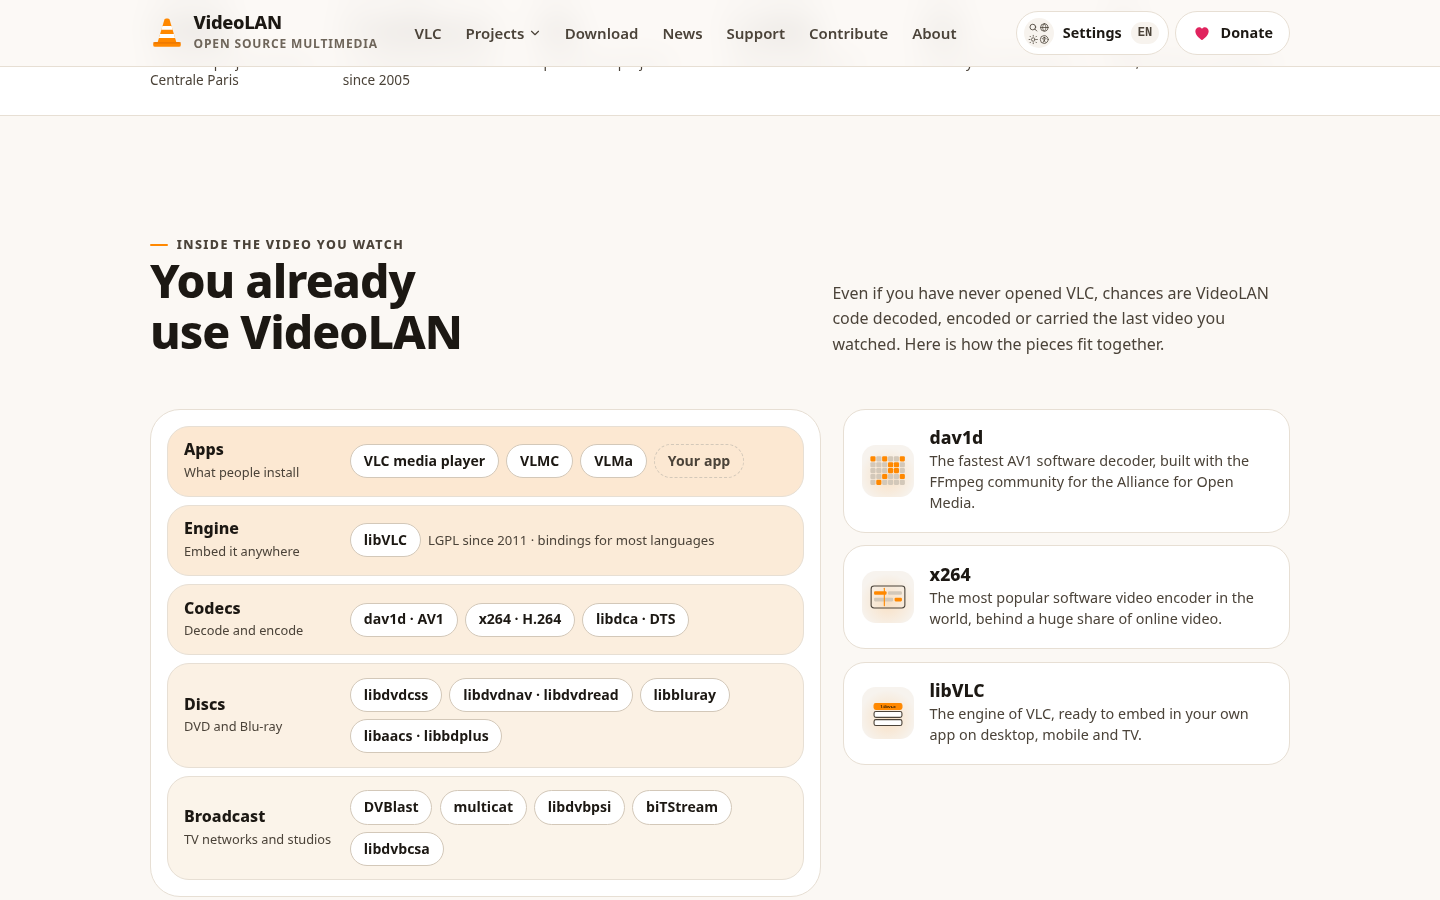 VideoLAN
OPEN SOURCE MULTIMEDIA
VLC
Projects
Download
News
Support
Contribute
About
Settings
EN
Donate
Centrale Paris
since 2005
INSIDE THE VIDEO YOU WATCH
You already
use VideoLAN
Even if you have never opened VLC, chances are VideoLAN
code decoded, encoded or carried the last video you
watched. Here is how the pieces fit together.
Apps
What people install
VLC media player
VLMC
VLMa
Your app
Engine
Embed it anywhere
libVLC
LGPL since 2011 · bindings for most languages
Codecs
Decode and encode
dav1d · AV1
x264 · H.264
libdca · DTS
Discs
DVD and Blu-ray
libdvdcss
libdvdnav · libdvdread
libbluray
libaacs · libbdplus
Broadcast
TV networks and studios
DVBlast
multicat
libdvbpsi
biTStream
libdvbcsa
dav1d
The fastest AV1 software decoder, built with the
FFmpeg community for the Alliance for Open
Media.
x264
The most popular software video encoder in the
world, behind a huge share of online video.
libVLC
The engine of VLC, ready to embed in your own
app on desktop, mobile and TV.